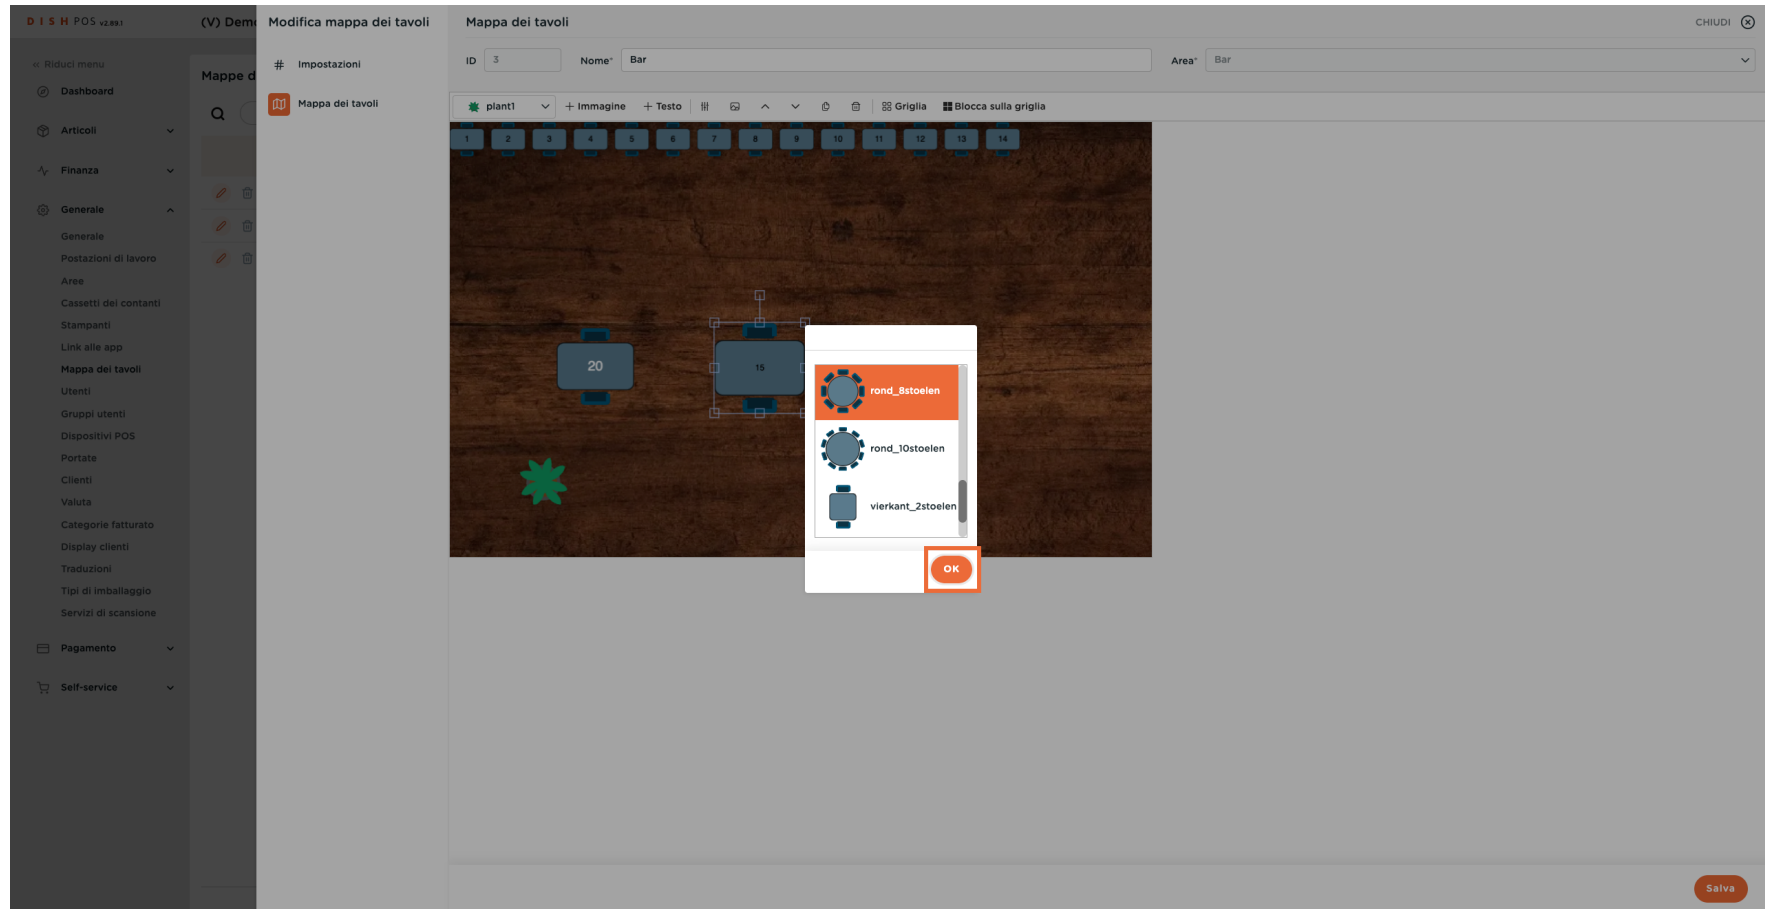 DISH POS v2.89.1
(V) Demo
Modifica mappa dei tavoli
Mappa dei tavoli
CHIUDI
« Riduci menu
Dashboard
Articoli
Finanza
Generale
Generale
Postazioni di lavoro
Aree
Cassetti dei contanti
Stampanti
Link alle app
Mappa dei tavoli
Utenti
Gruppi utenti
Dispositivi POS
Portate
Clienti
Valuta
Categorie fatturato
Display clienti
Traduzioni
Tipi di imballaggio
Servizi di scansione
Pagamento
Self-service
Mappe d
# Impostazioni
Mappa dei tavoli
ID 3 Nome* Bar Area* Bar
plant1 + Immagine + Testo Griglia Blocca sulla griglia
1 2 3 4 5 6 7 8 9 10 11 12 13 14
20 15
rond_8stoelen
rond_10stoelen
vierkant_2stoelen
OK
Salva